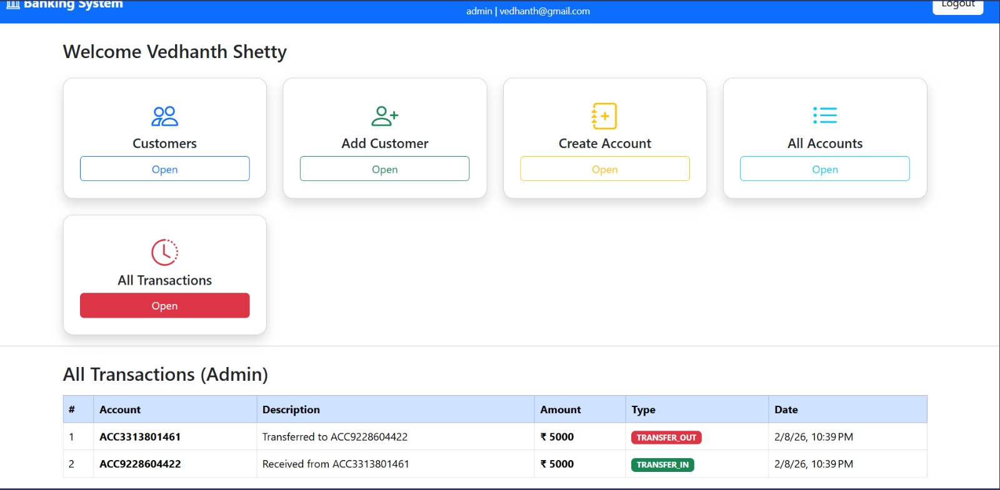 Banking System
admin | vedhanth@gmail.com
Logout
Welcome Vedhanth Shetty
Customers
Open
Add Customer
Open
Create Account
Open
All Accounts
Open
All Transactions
Open
All Transactions (Admin)
# Account Description Amount Type Date
1 ACC3313801461 Transferred to ACC9228604422 ₹ 5000 TRANSFER_OUT 2/8/26, 10:39 PM
2 ACC9228604422 Received from ACC3313801461 ₹ 5000 TRANSFER_IN 2/8/26, 10:39 PM